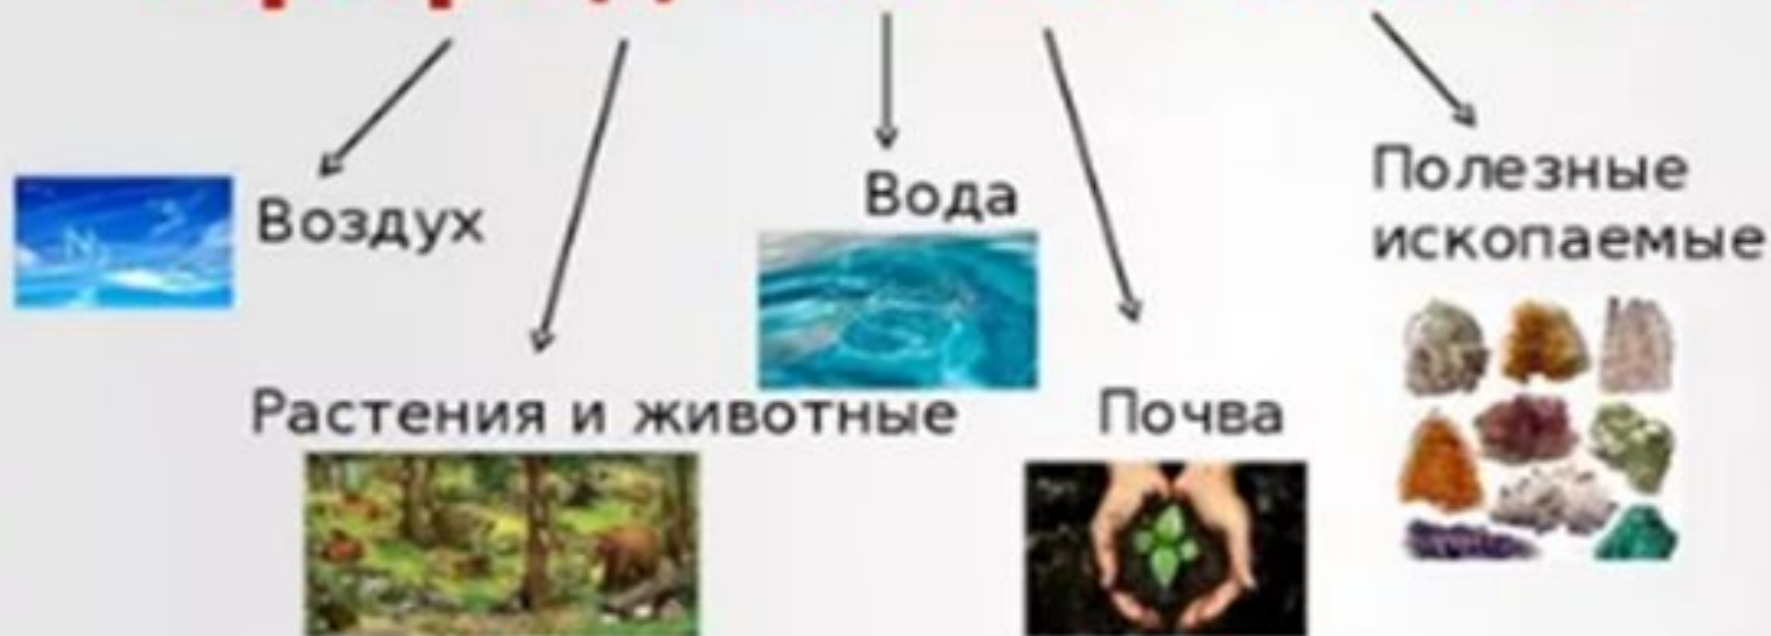 Воздух
Вода
Полезные
ископаемые
Растения и животные
Почва